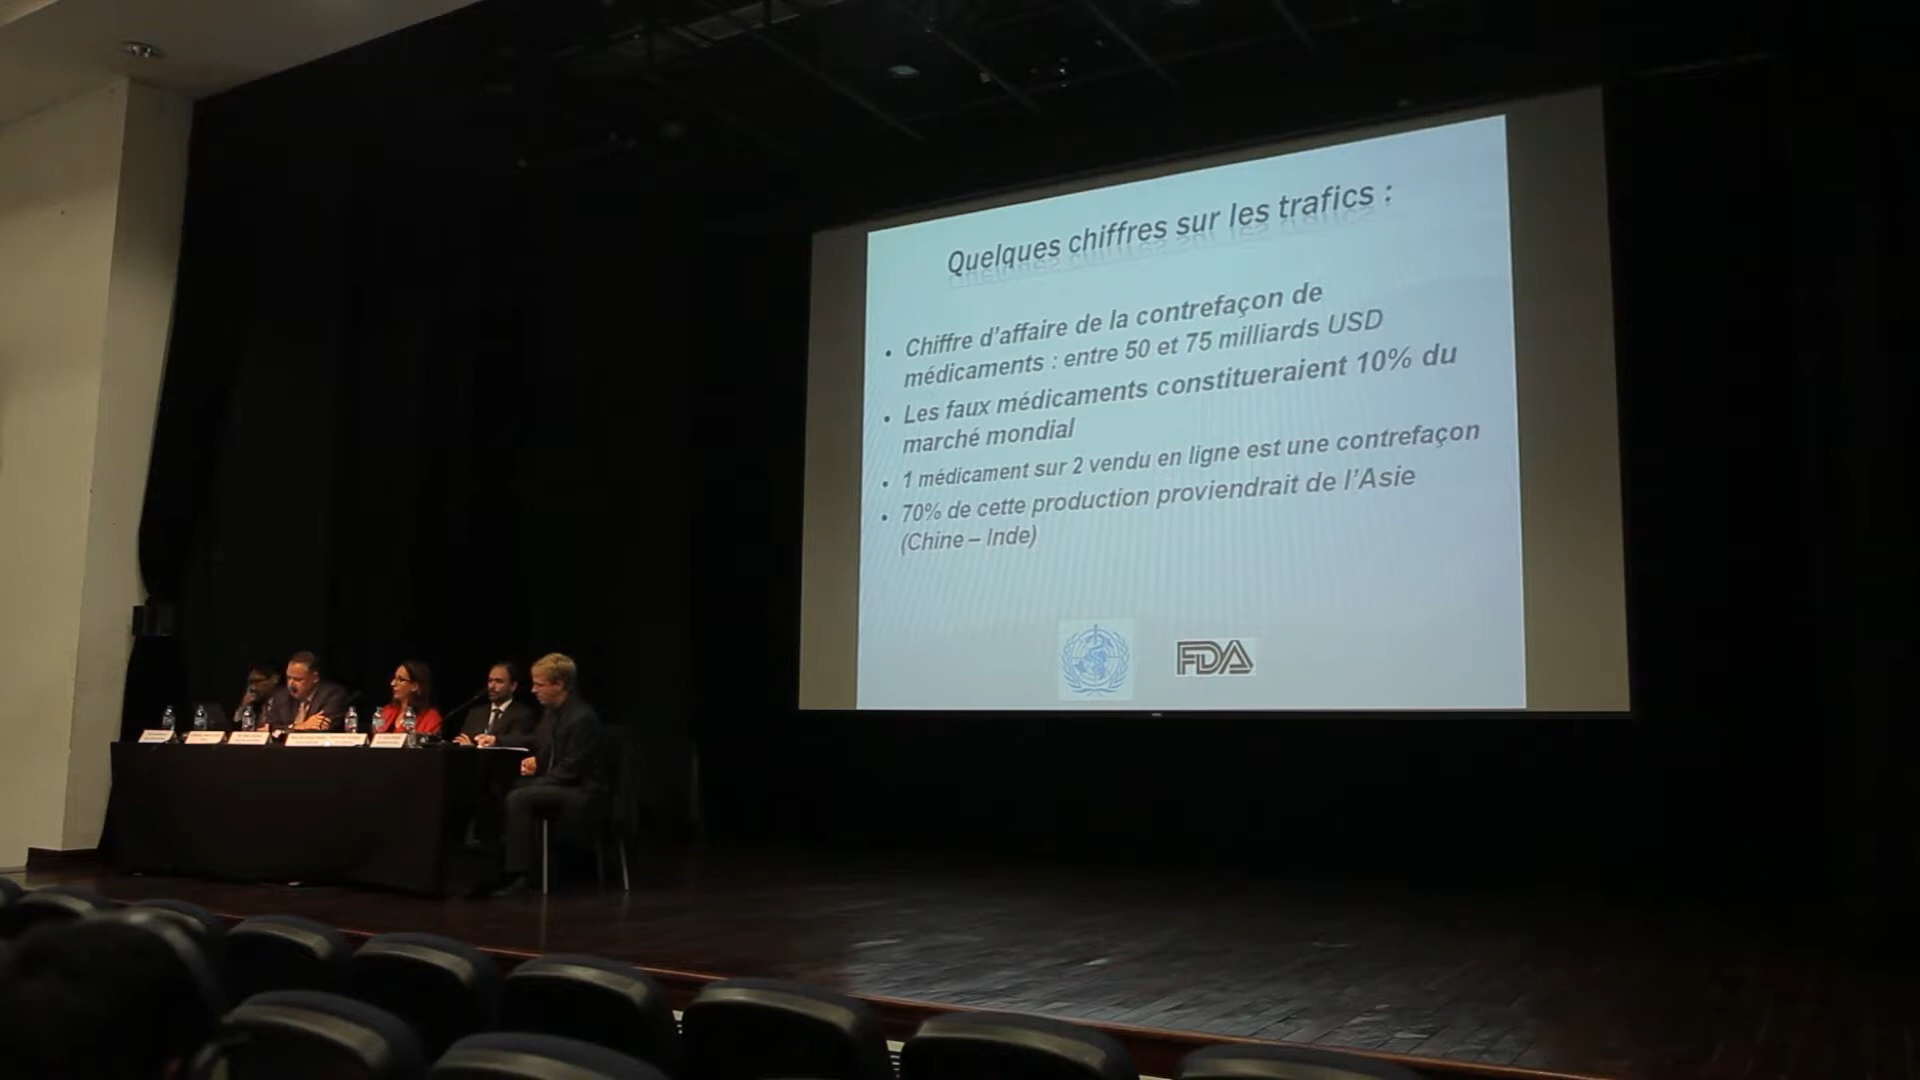 Quelques chiffres sur les trafics :
• Chiffre d'affaire de la contrefaçon de
médicaments : entre 50 et 75 milliards USD
• Les faux médicaments constitueraient 10% du
marché mondial
• 1 médicament sur 2 vendu en ligne est une contrefaçon
• 70% de cette production proviendrait de l'Asie
(Chine – Inde)
FDA